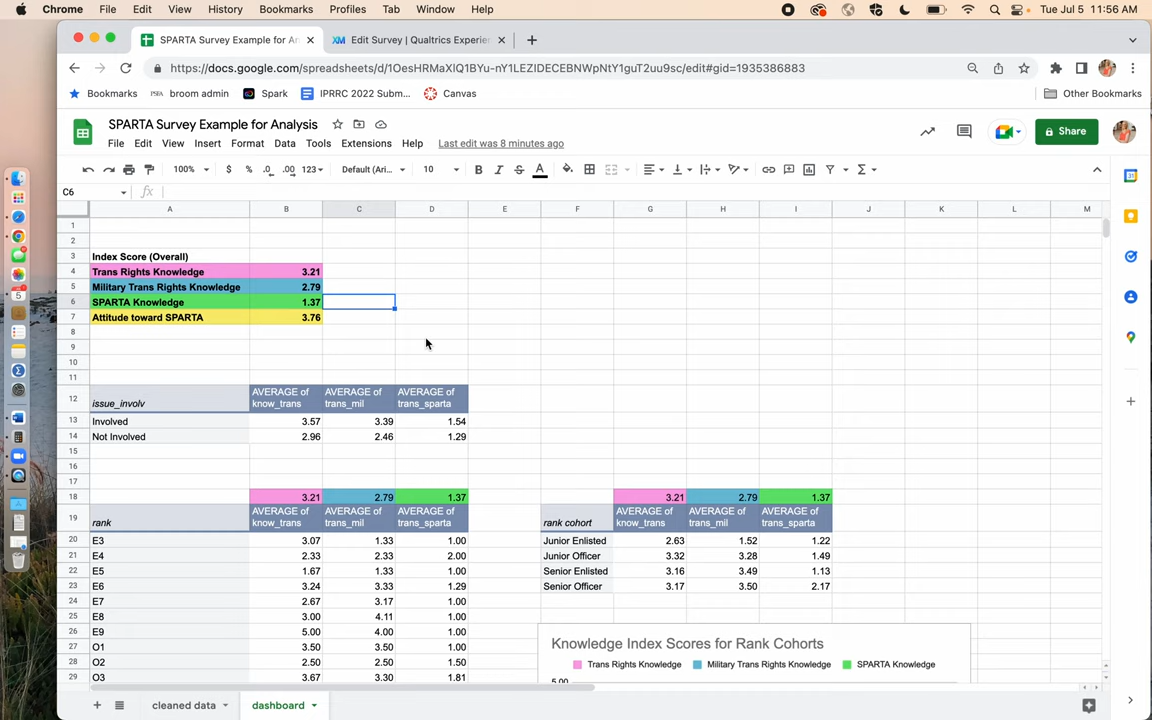 Chrome File Edit View History Bookmarks Profiles Tab Window Help Tue Jul 5 11:56 AM
SPARTA Survey Example for An × XM Edit Survey | Qualtrics Experie × +
https://docs.google.com/spreadsheets/d/1OesHRMaXlQ1BYu-nY1LEZIDECEBNWpNtY1guT2uu9sc/edit#gid=1935386883
Bookmarks broom admin Spark IPRRC 2022 Subm... Canvas Other Bookmarks
SPARTA Survey Example for Analysis
File Edit View Insert Format Data Tools Extensions Help Last edit was 8 minutes ago
Share
100% $ % .0 .00 123 Default (Ari... 10 B I S A
C6 fx
A B C D E F G H I J K L M
1
2
3 Index Score (Overall)
4 Trans Rights Knowledge 3.21
5 Military Trans Rights Knowledge 2.79
6 SPARTA Knowledge 1.37
7 Attitude toward SPARTA 3.76
8
9
10
11
12 issue_involv AVERAGE of know_trans AVERAGE of trans_mil AVERAGE of trans_sparta
13 Involved 3.57 3.39 1.54
14 Not Involved 2.96 2.46 1.29
15
16
17
18 3.21 2.79 1.37 3.21 2.79 1.37
19 rank AVERAGE of know_trans AVERAGE of trans_mil AVERAGE of trans_sparta rank cohort AVERAGE of know_trans AVERAGE of trans_mil AVERAGE of trans_sparta
20 E3 3.07 1.33 1.00 Junior Enlisted 2.63 1.52 1.22
21 E4 2.33 2.33 2.00 Junior Officer 3.32 3.28 1.49
22 E5 1.67 1.33 1.00 Senior Enlisted 3.16 3.49 1.13
23 E6 3.24 3.33 1.29 Senior Officer 3.17 3.50 2.17
24 E7 2.67 3.17 1.00
25 E8 3.00 4.11 1.00
26 E9 5.00 4.00 1.00
27 O1 3.50 3.50 1.00
28 O2 2.50 2.50 1.50
29 O3 3.67 3.30 1.81
Knowledge Index Scores for Rank Cohorts
Trans Rights Knowledge Military Trans Rights Knowledge SPARTA Knowledge
5.00
+ cleaned data dashboard